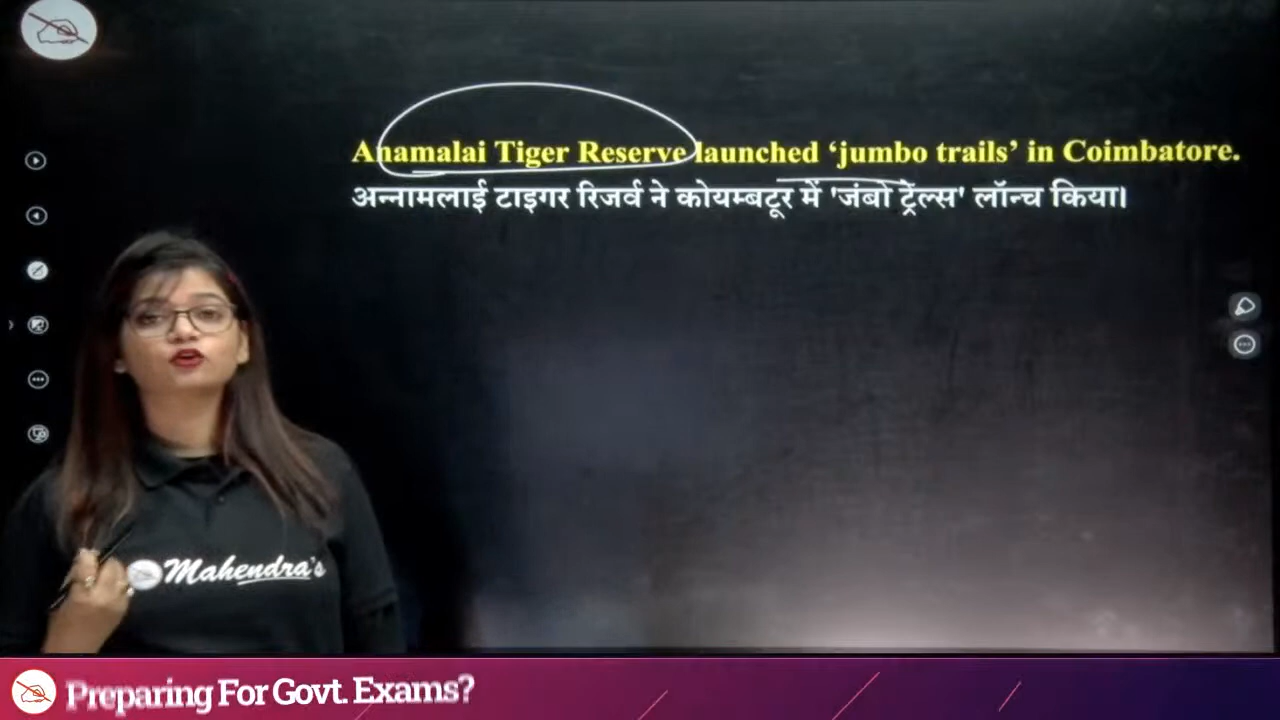 Anamalai Tiger Reserve launched ‘jumbo trails’ in Coimbatore.
अन्नामलाई टाइगर रिजर्व ने कोयम्बटूर में 'जंबो ट्रेल्स' लॉन्च किया।
Mahendra's
Preparing For Govt. Exams?